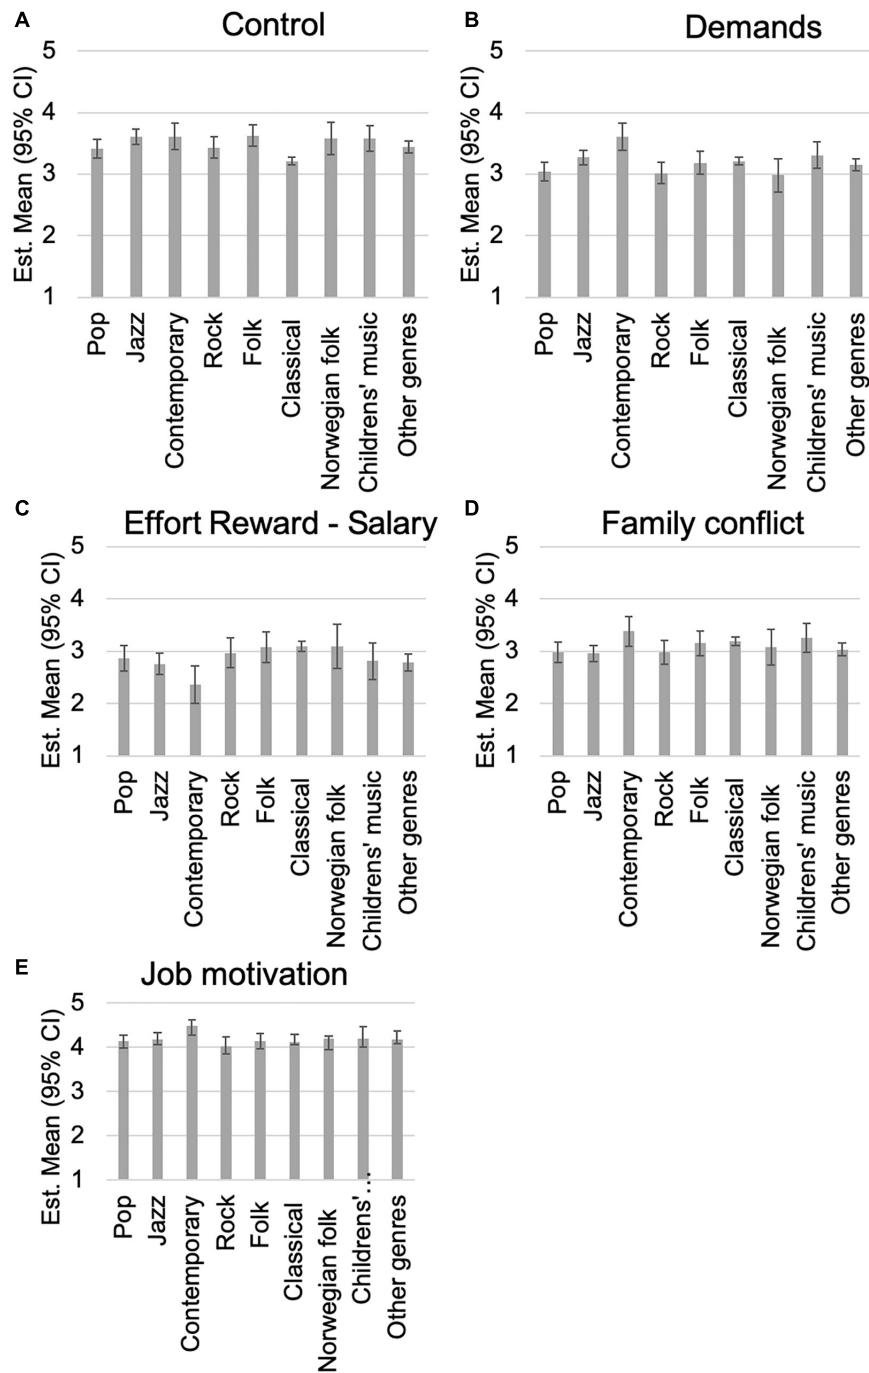 A
Control
Est. Mean (95% CI)
5
4
3
2
1
Pop
Jazz
Contemporary
Rock
Folk
Classical
Norwegian folk
Childrens' music
Other genres
B
Demands
Est. Mean (95% CI)
5
4
3
2
1
Pop
Jazz
Contemporary
Rock
Folk
Classical
Norwegian folk
Childrens' music
Other genres
C
Effort Reward - Salary
Est. Mean (95% CI)
5
4
3
2
1
Pop
Jazz
Contemporary
Rock
Folk
Classical
Norwegian folk
Childrens' music
Other genres
D
Family conflict
Est. Mean (95% CI)
5
4
3
2
1
Pop
Jazz
Contemporary
Rock
Folk
Classical
Norwegian folk
Childrens' music
Other genres
E
Job motivation
Est. Mean (95% CI)
5
4
3
2
1
Pop
Jazz
Contemporary
Rock
Folk
Classical
Norwegian folk
Childrens'…
Other genres